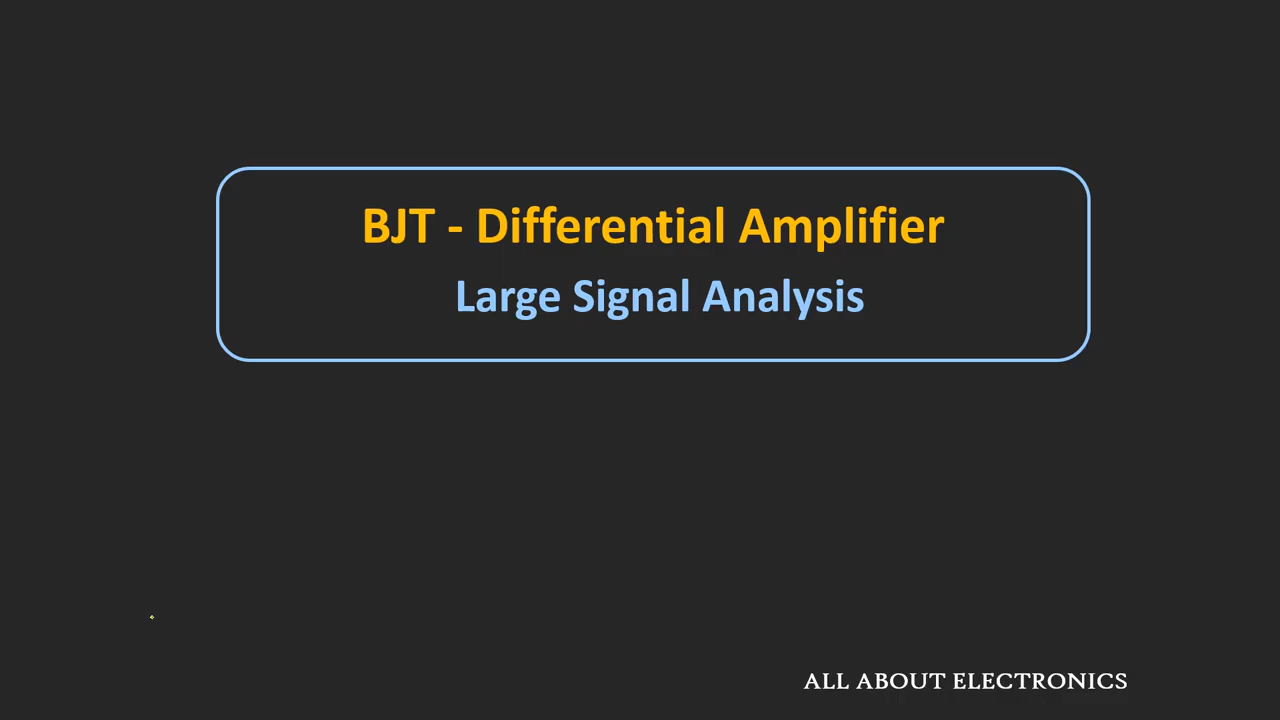 BJT - Differential Amplifier
Large Signal Analysis
ALL ABOUT ELECTRONICS